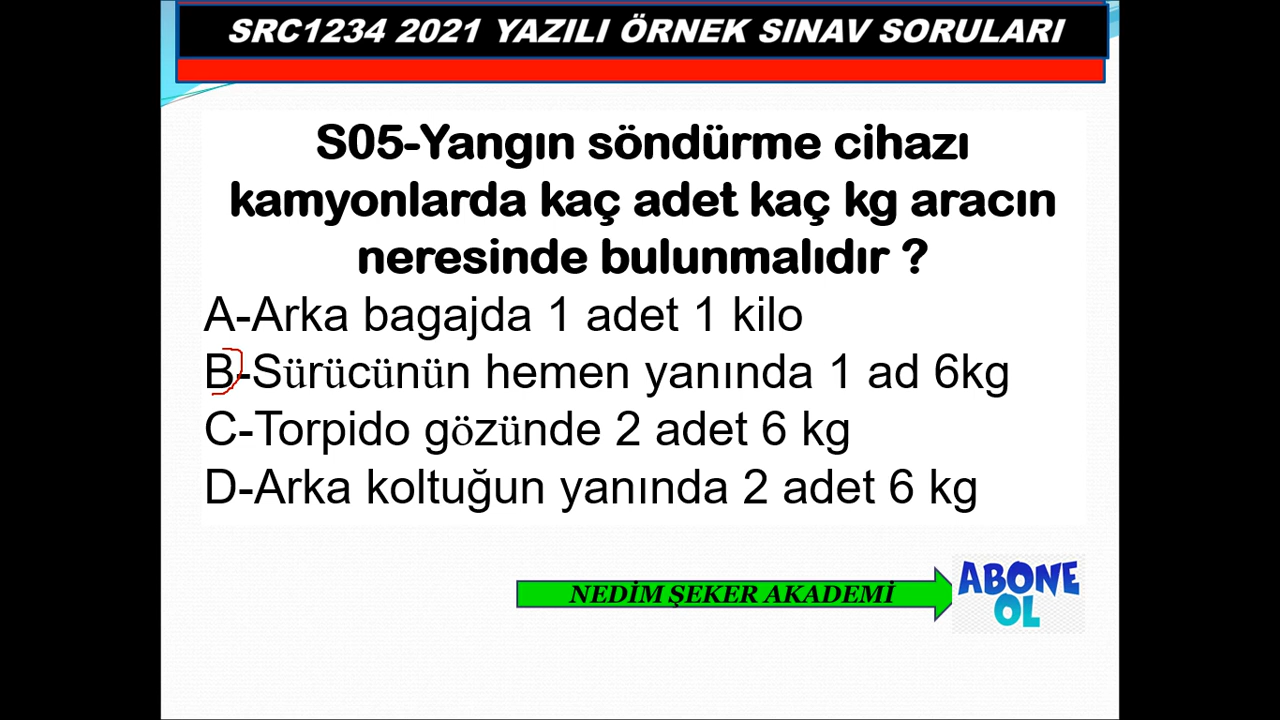 SRC1234 2021 YAZILI ÖRNEK SINAV SORULARI
S05-Yangın söndürme cihazı
kamyonlarda kaç adet kaç kg aracın
neresinde bulunmalıdır ?
A-Arka bagajda 1 adet 1 kilo
B-Sürücünün hemen yanında 1 ad 6kg
C-Torpido gözünde 2 adet 6 kg
D-Arka koltuğun yanında 2 adet 6 kg
NEDİM ŞEKER AKADEMİ
ABONE
OL